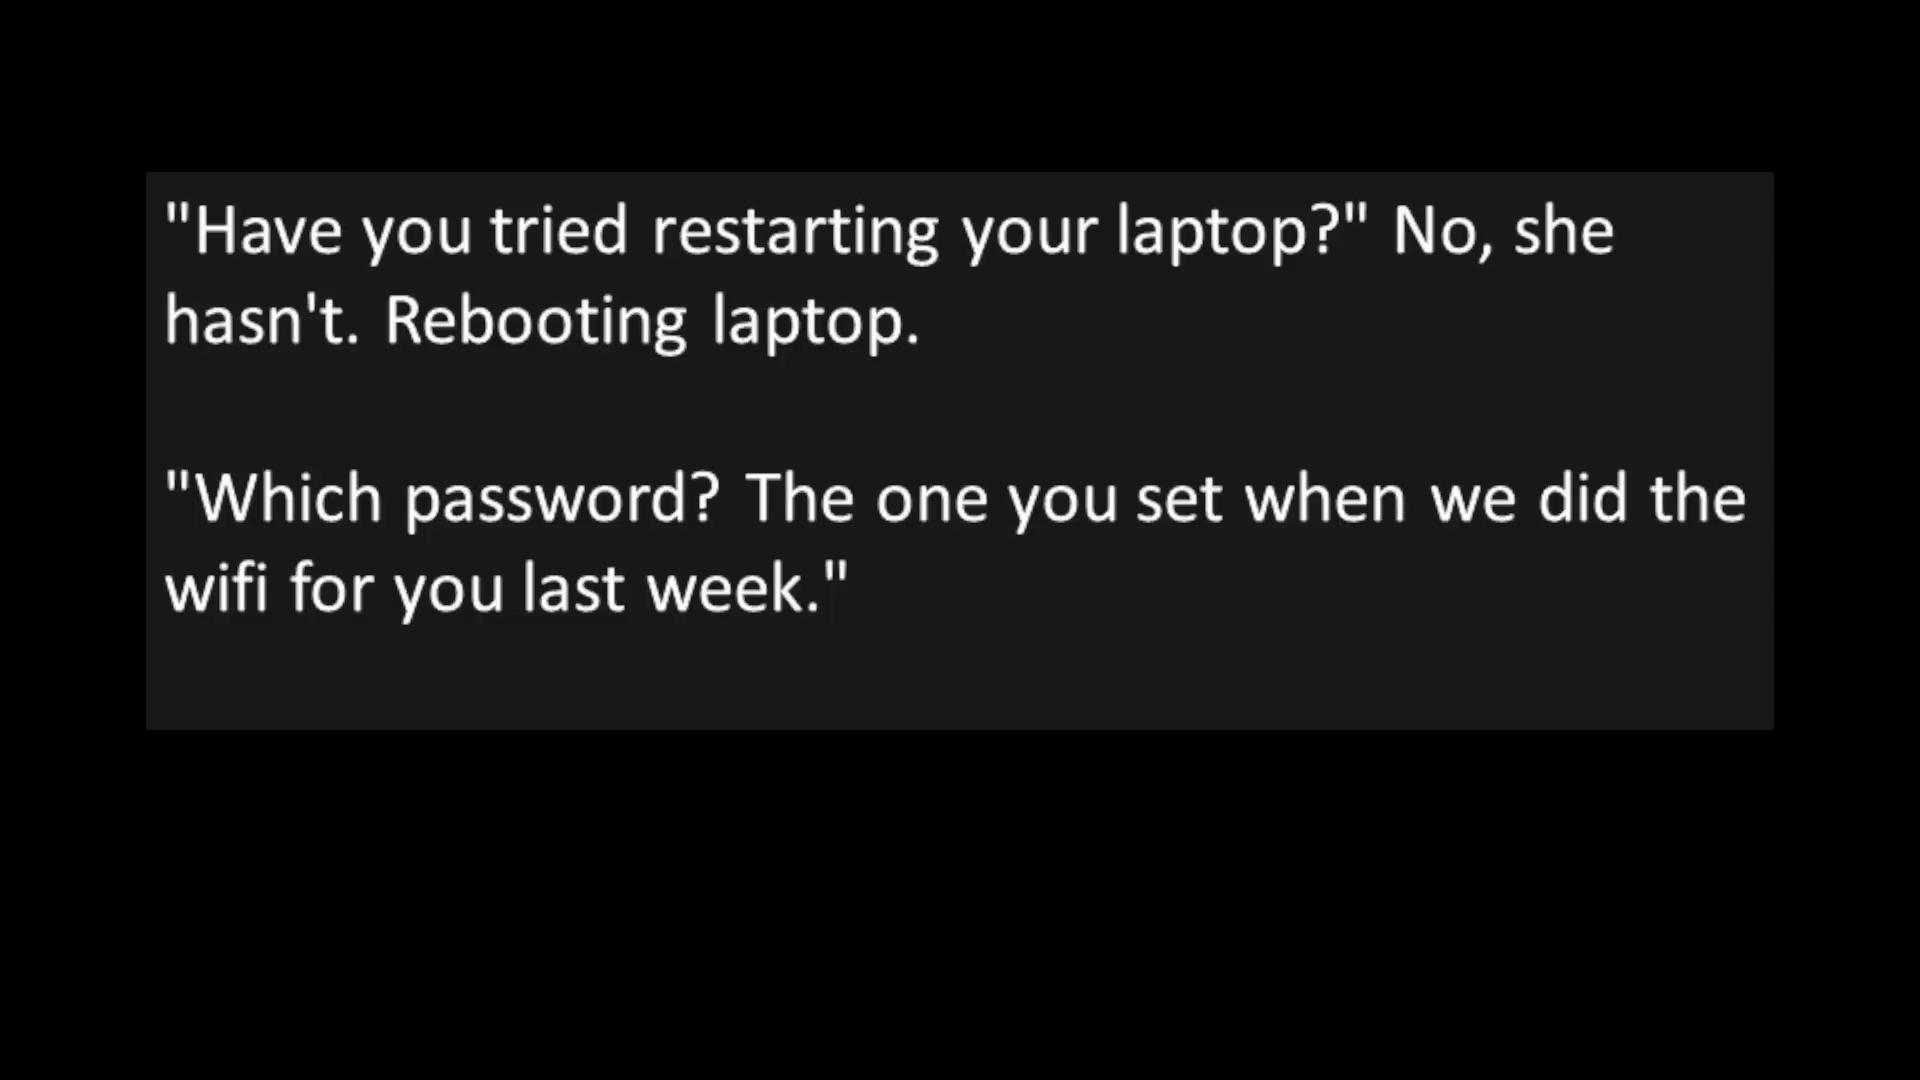 "Have you tried restarting your laptop?" No, she
hasn't. Rebooting laptop.
"Which password? The one you set when we did the
wifi for you last week."